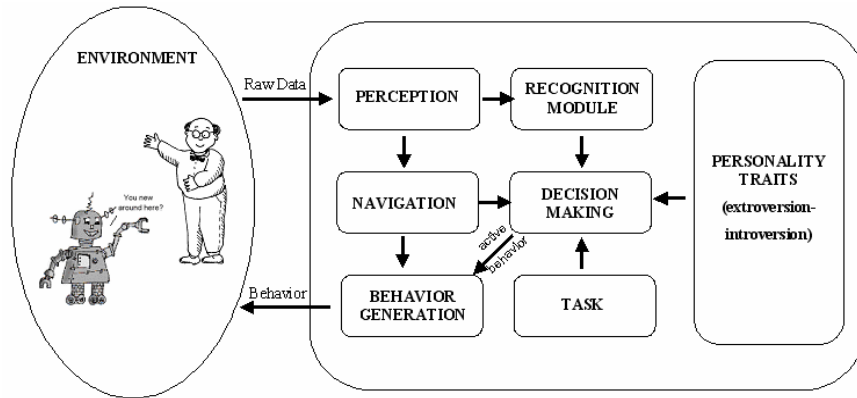 ENVIRONMENT
You new
around here?
Raw Data
Behavior
PERCEPTION
RECOGNITION
MODULE
NAVIGATION
DECISION
MAKING
active
behavior
BEHAVIOR
GENERATION
TASK
PERSONALITY
TRAITS
(extroversion-
introversion)